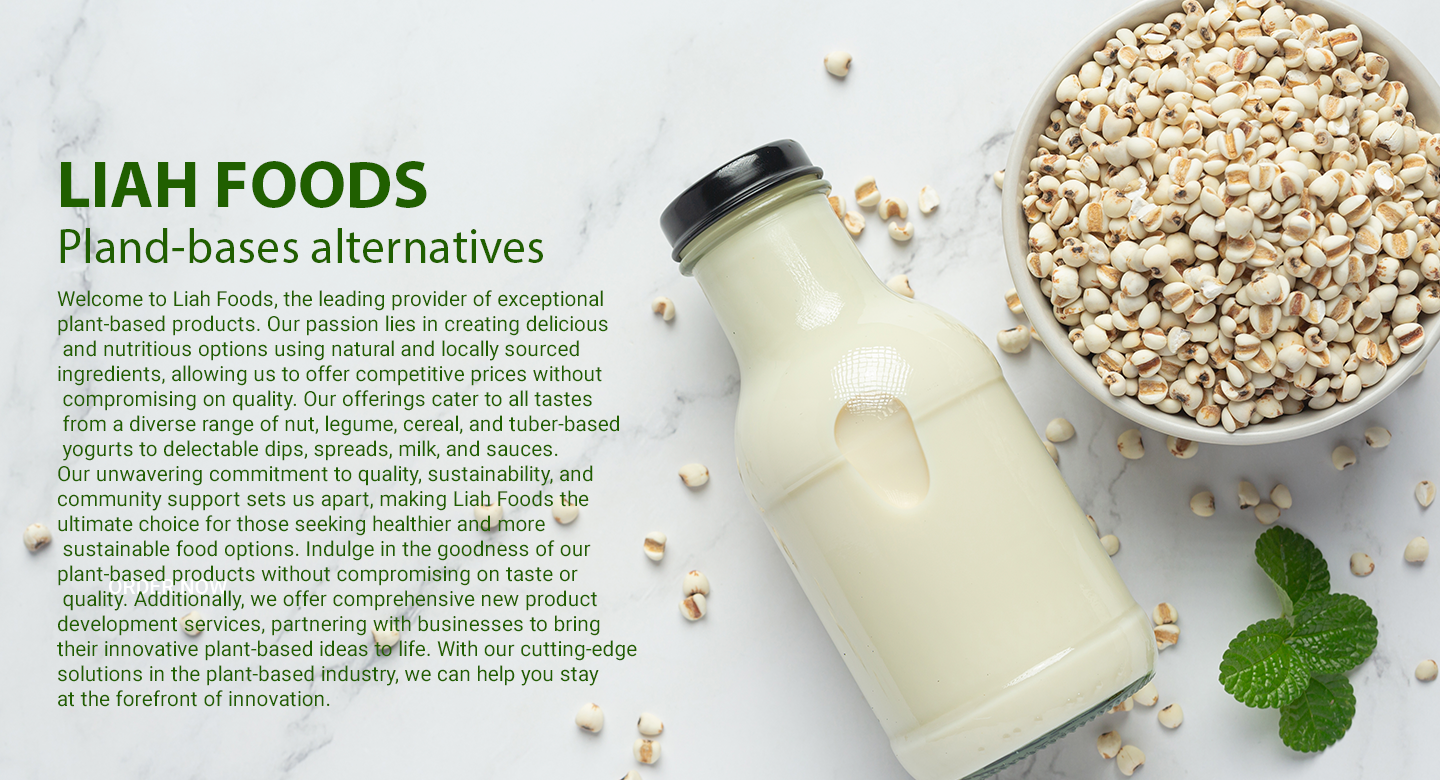 LIAH FOODS
Pland-bases alternatives
Welcome to Liah Foods, the leading provider of exceptional
plant-based products. Our passion lies in creating delicious
and nutritious options using natural and locally sourced
ingredients, allowing us to offer competitive prices without
compromising on quality. Our offerings cater to all tastes
from a diverse range of nut, legume, cereal, and tuber-based
yogurts to delectable dips, spreads, milk, and sauces.
Our unwavering commitment to quality, sustainability, and
community support sets us apart, making Liah Foods the
ultimate choice for those seeking healthier and more
sustainable food options. Indulge in the goodness of our
plant-based products without compromising on taste or
ORDER NOW
quality. Additionally, we offer comprehensive new product
development services, partnering with businesses to bring
their innovative plant-based ideas to life. With our cutting-edge
solutions in the plant-based industry, we can help you stay
at the forefront of innovation.